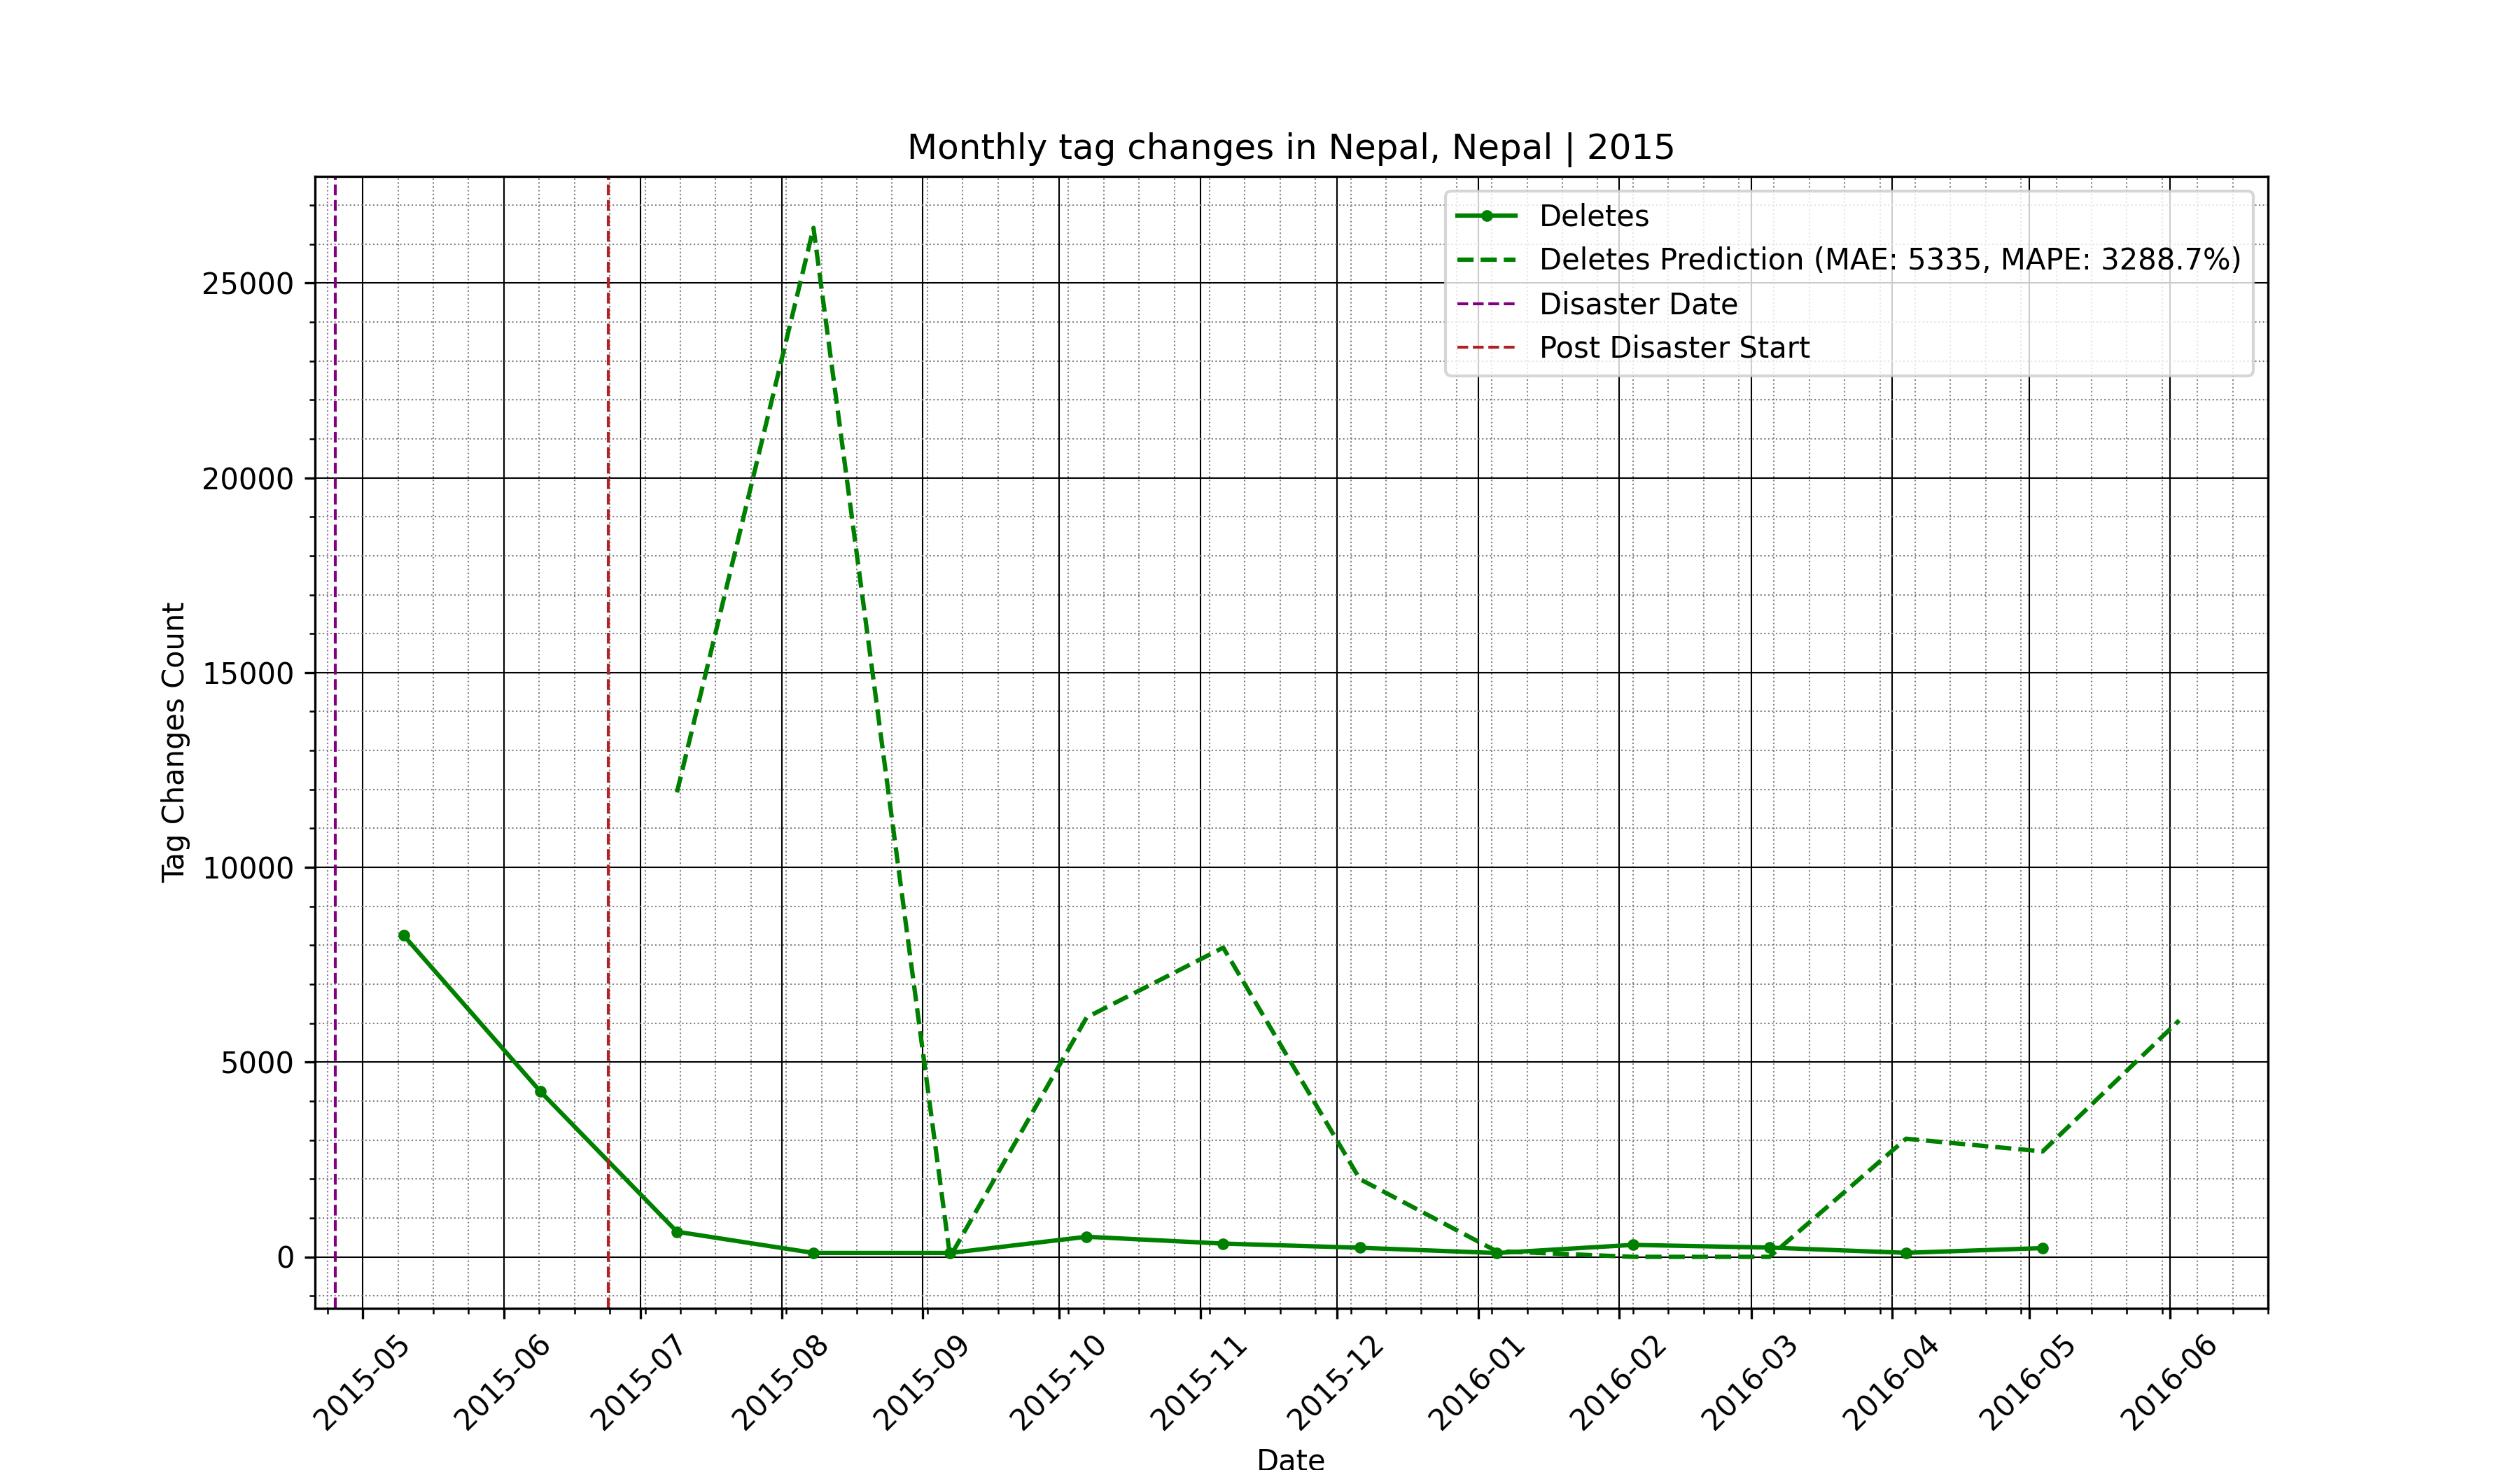 Monthly tag changes in Nepal, Nepal | 2015
Deletes
Deletes Prediction (MAE: 5335, MAPE: 3288.7%)
Disaster Date
Post Disaster Start
Tag Changes Count
25000
20000
15000
10000
5000
0
2015-05
2015-06
2015-07
2015-08
2015-09
2015-10
2015-11
2015-12
2016-01
2016-02
2016-03
2016-04
2016-05
2016-06
Date